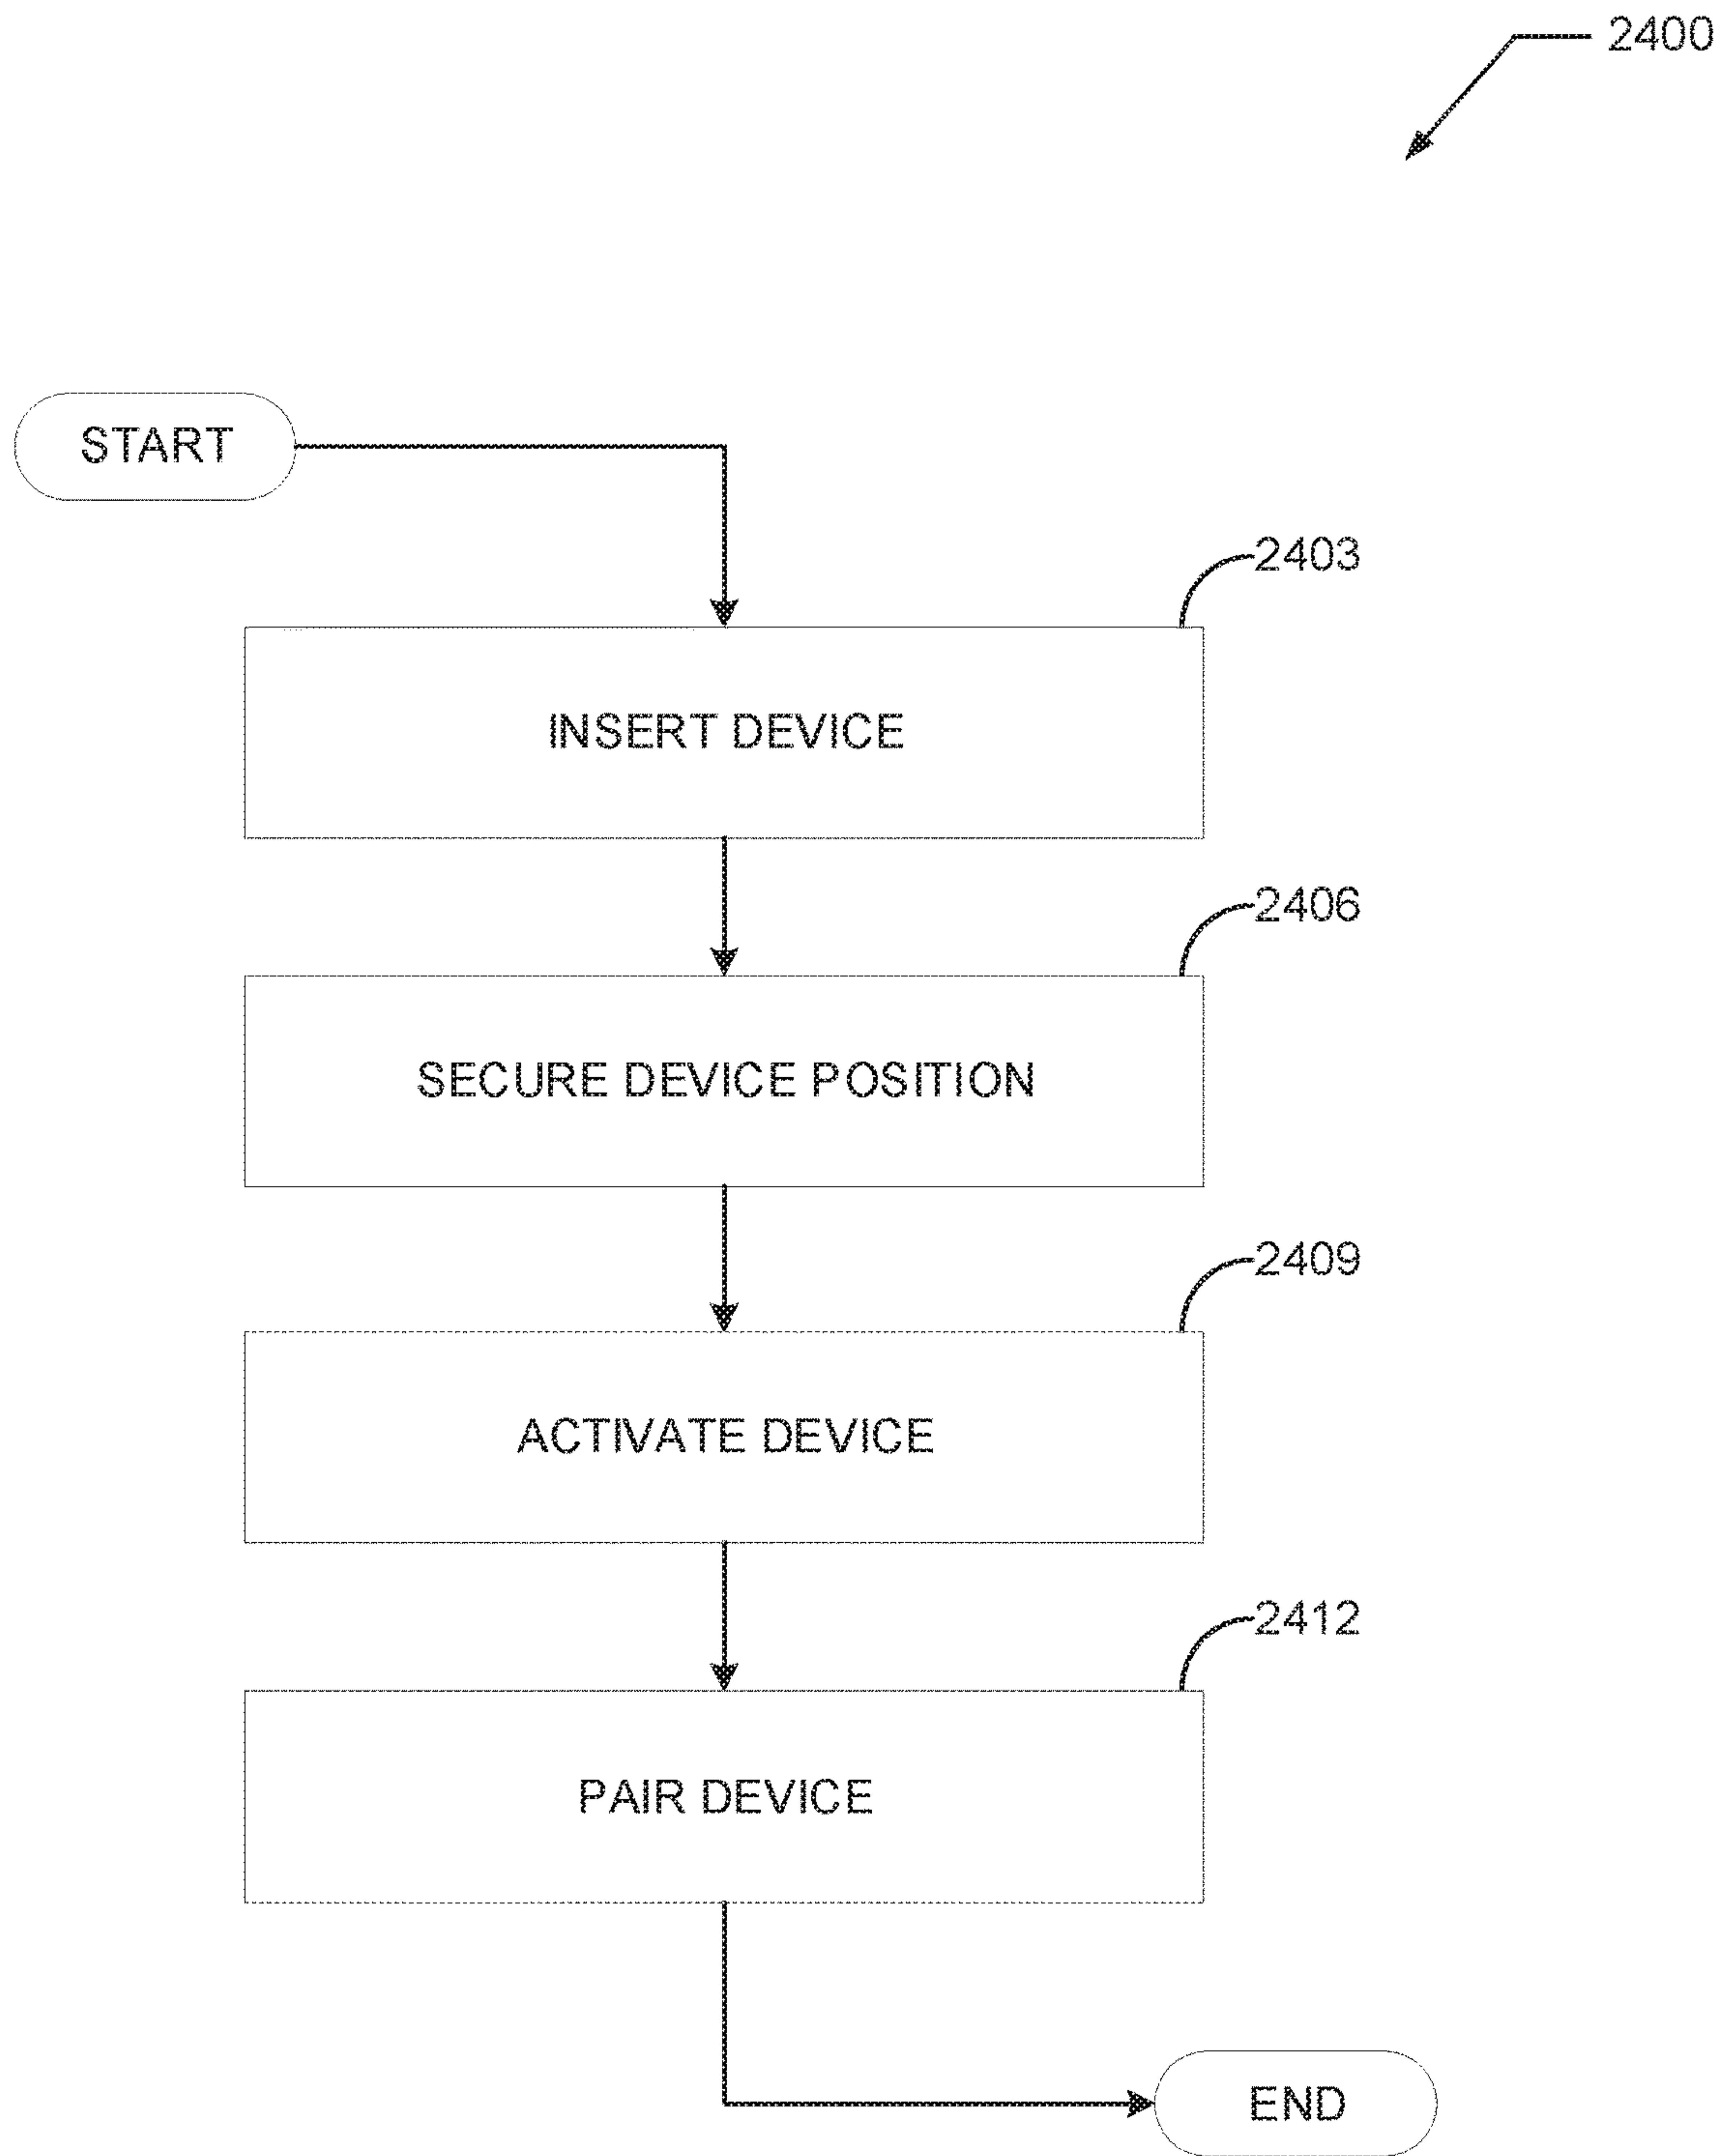 2400
START
2403
INSERT DEVICE
2406
SECURE DEVICE POSITION
2409
ACTIVATE DEVICE
2412
PAIR DEVICE
END